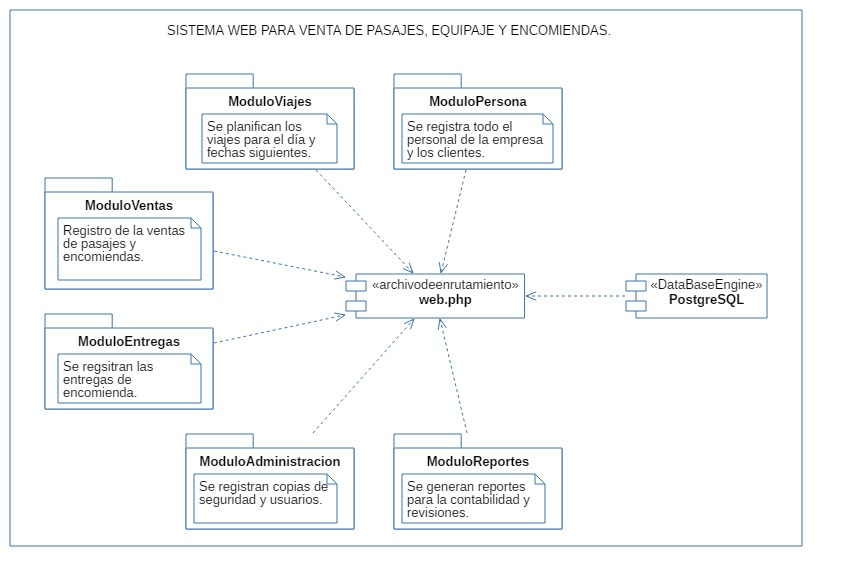 SISTEMA WEB PARA VENTA DE PASAJES, EQUIPAJE Y ENCOMIENDAS.
ModuloViajes
Se planifican los
viajes para el día y
fechas siguientes.
ModuloPersona
Se registra todo el
personal de la empresa
y los clientes.
ModuloVentas
Registro de la ventas
de pasajes y
encomiendas.
«archivodeenrutamiento»
web.php
«DataBaseEngine»
PostgreSQL
ModuloEntregas
Se regsitran las
entregas de
encomienda.
ModuloAdministracion
Se registran copias de
seguridad y usuarios.
ModuloReportes
Se generan reportes
para la contabilidad y
revisiones.